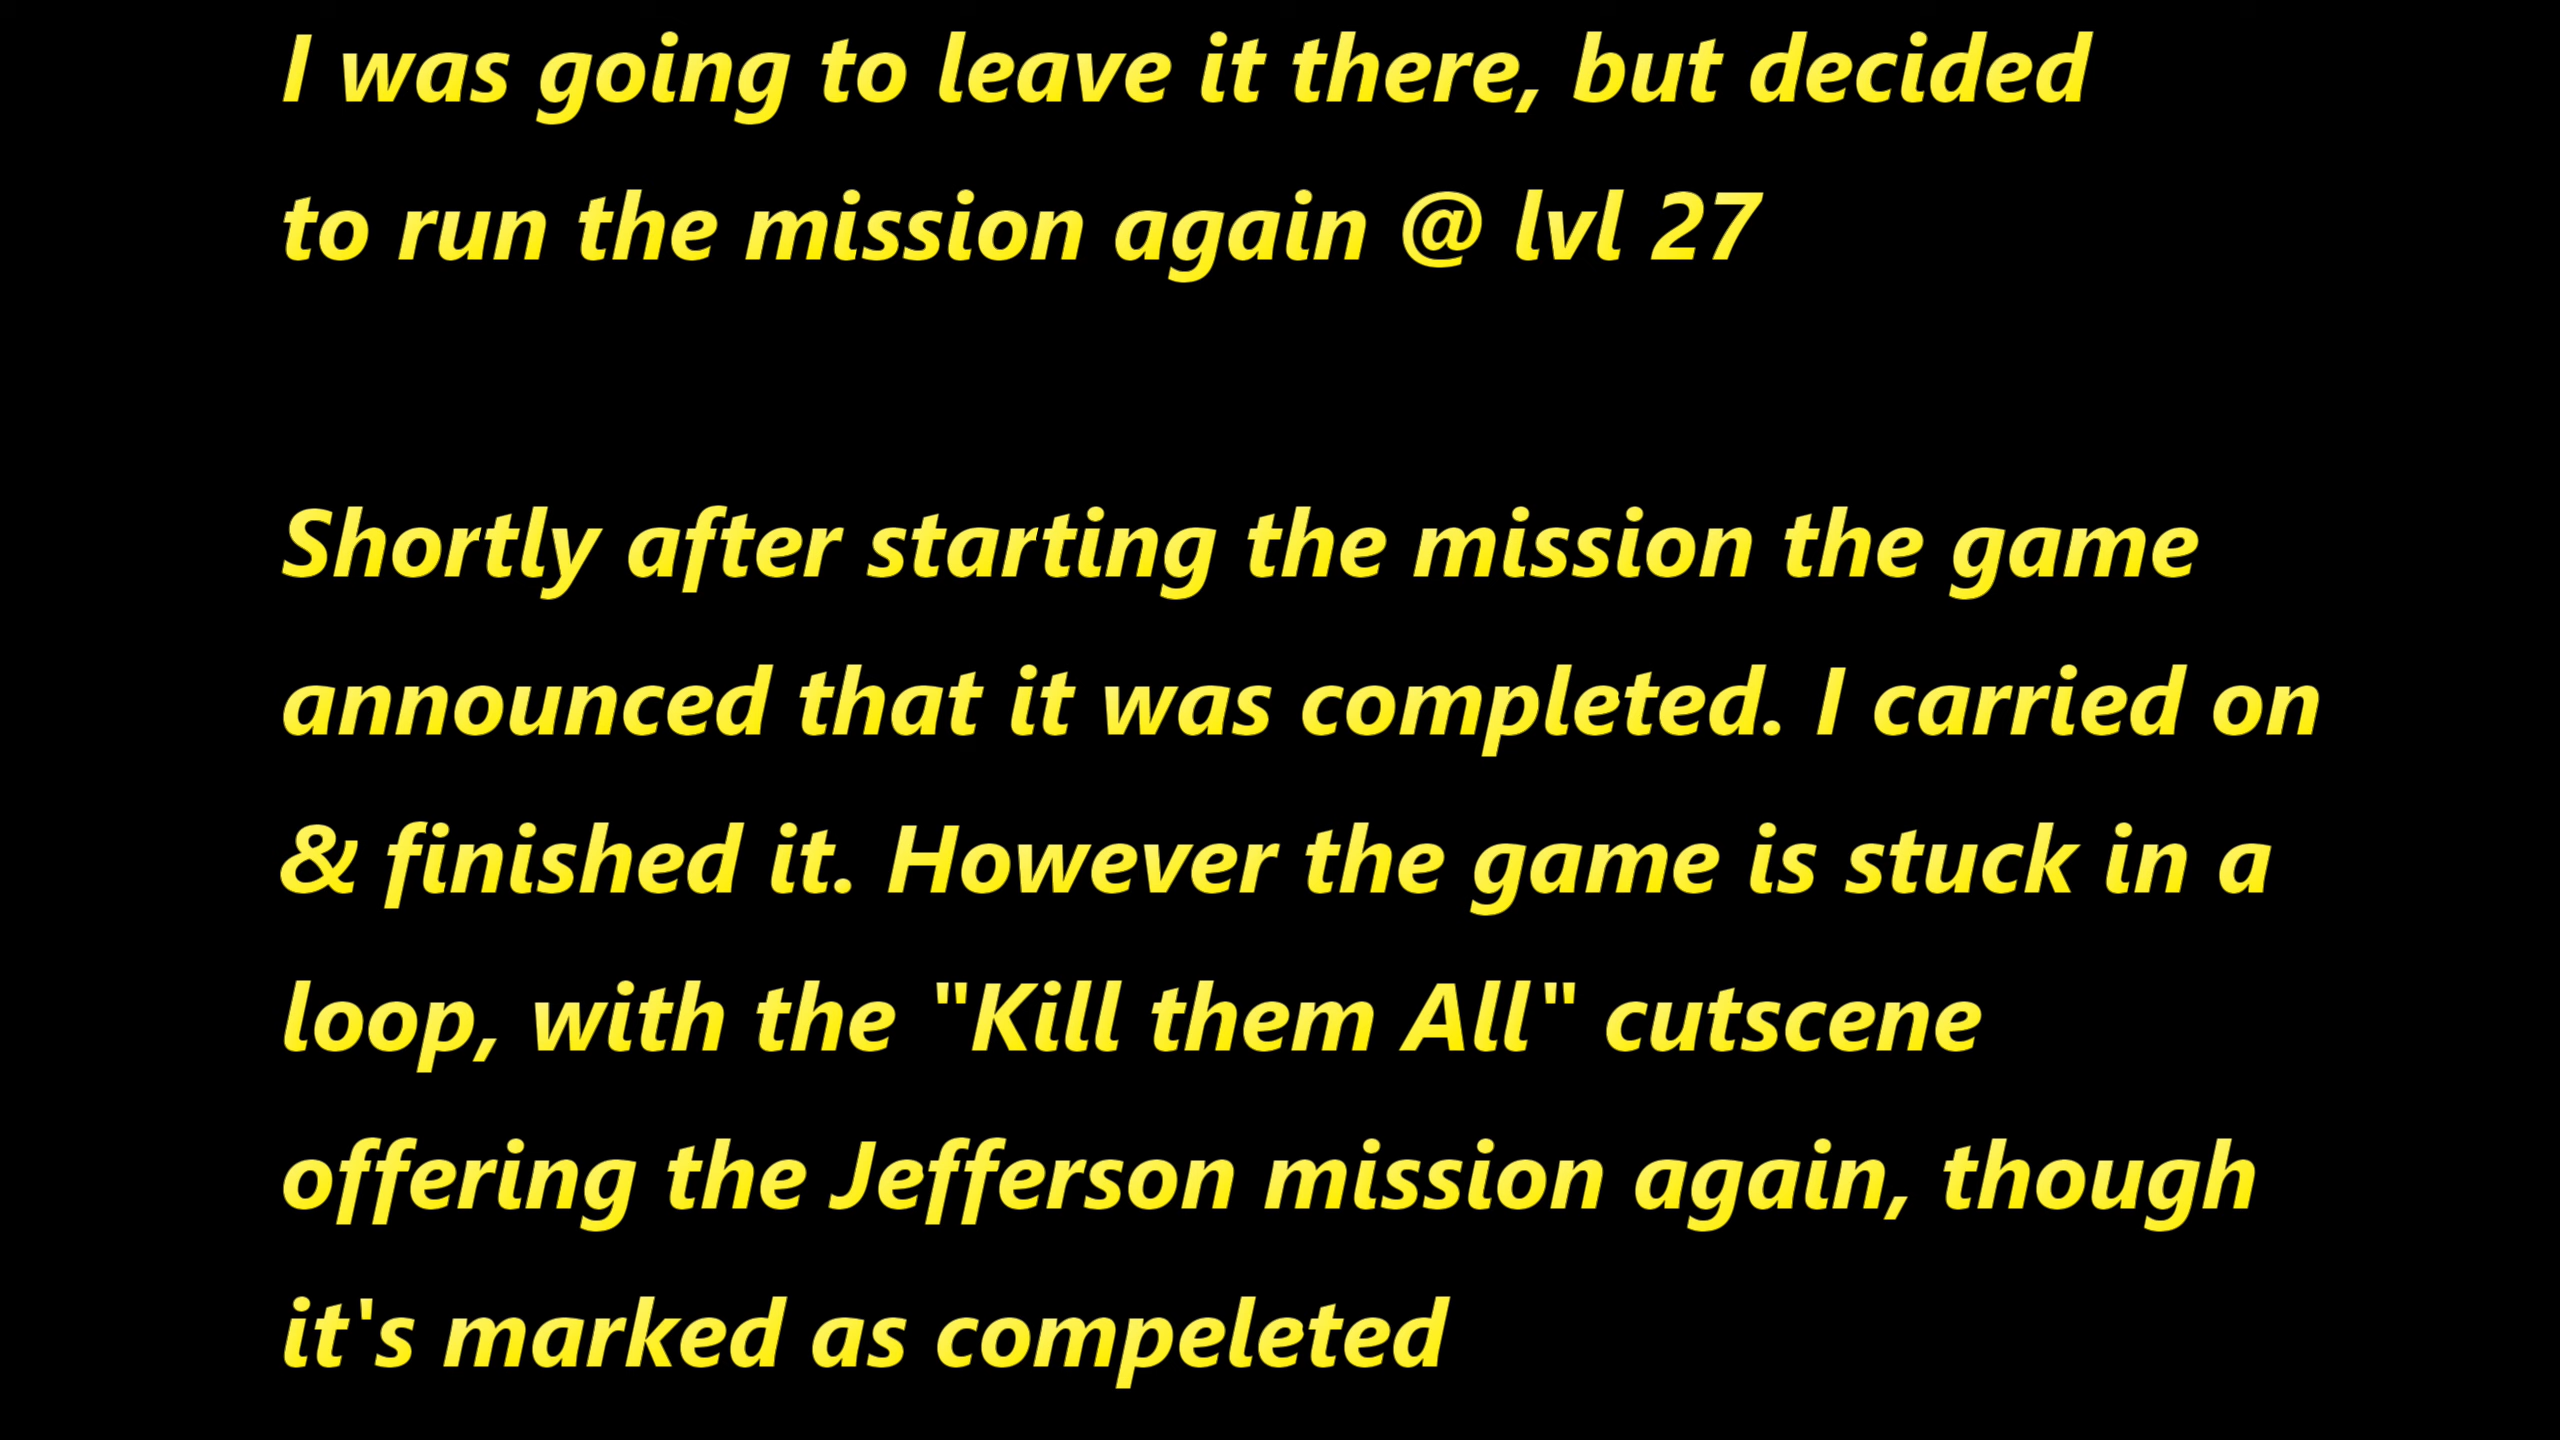 I was going to leave it there, but decided
to run the mission again @ lvl 27
Shortly after starting the mission the game
announced that it was completed. I carried on
& finished it. However the game is stuck in a
loop, with the "Kill them All" cutscene
offering the Jefferson mission again, though
it's marked as compeleted